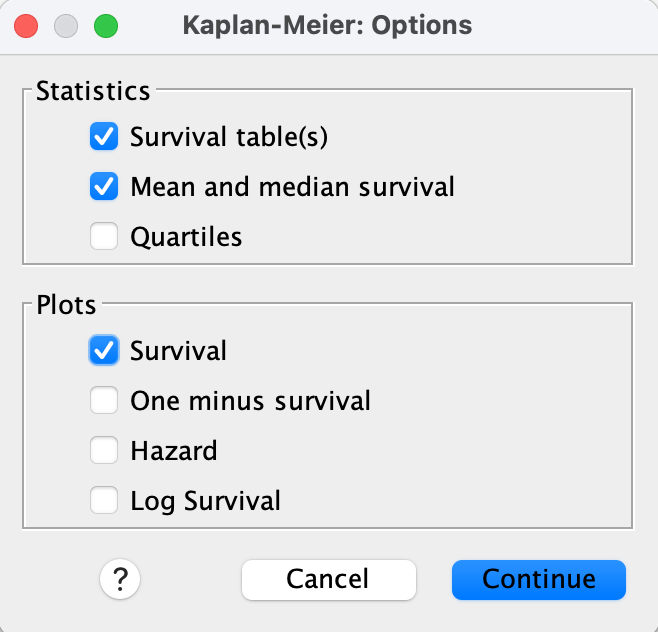 Kaplan-Meier: Options
Statistics
Survival table(s)
Mean and median survival
Quartiles
Plots
Survival
One minus survival
Hazard
Log Survival
? Cancel Continue